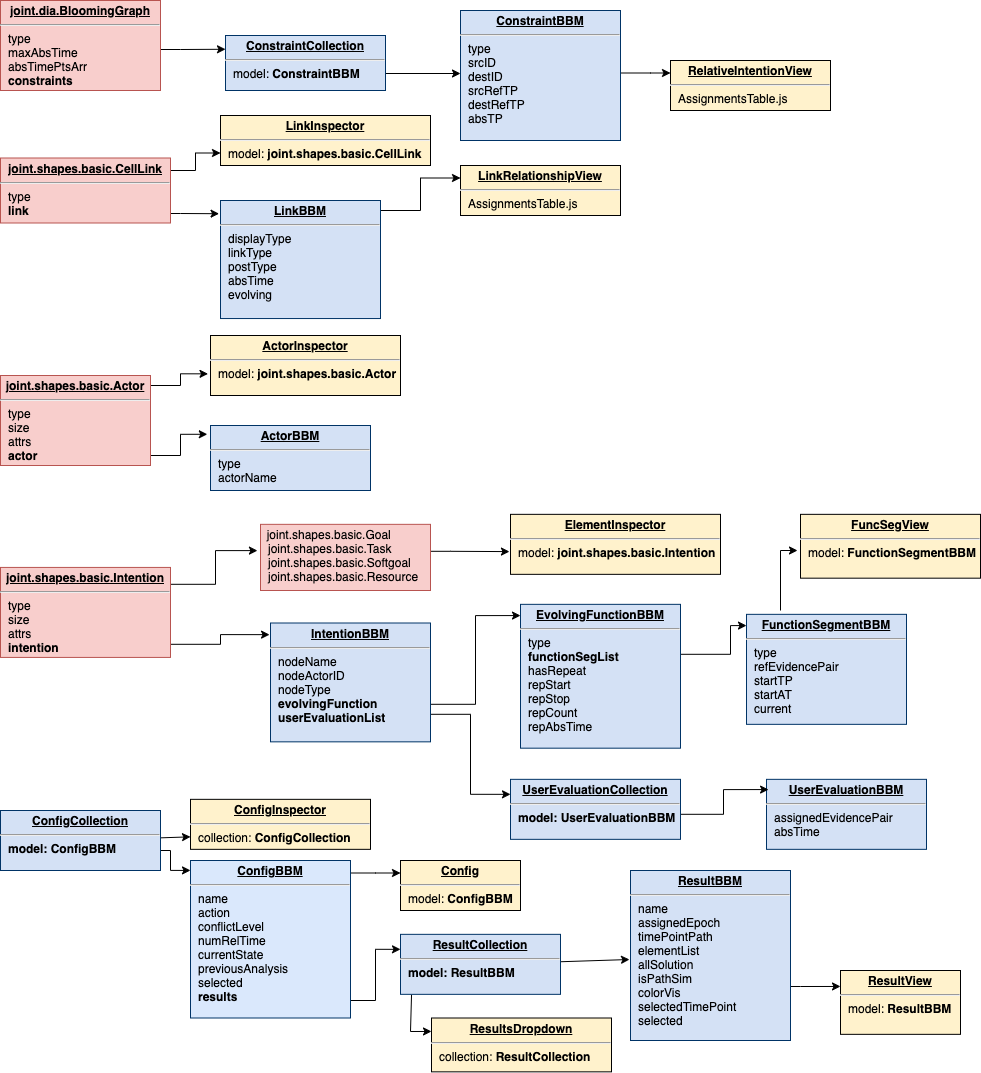 joint.dia.BloomingGraph
type
maxAbsTime
absTimePtsArr
constraints
ConstraintCollection
model: ConstraintBBM
ConstraintBBM
type
srcID
destID
srcRefTP
destRefTP
absTP
RelativeIntentionView
AssignmentsTable.js
LinkInspector
model: joint.shapes.basic.CellLink
joint.shapes.basic.CellLink
type
link
LinkBBM
displayType
linkType
postType
absTime
evolving
LinkRelationshipView
AssignmentsTable.js
ActorInspector
model: joint.shapes.basic.Actor
joint.shapes.basic.Actor
type
size
attrs
actor
ActorBBM
type
actorName
joint.shapes.basic.Intention
type
size
attrs
intention
joint.shapes.basic.Goal
joint.shapes.basic.Task
joint.shapes.basic.Softgoal
joint.shapes.basic.Resource
ElementInspector
model: joint.shapes.basic.Intention
FuncSegView
model: FunctionSegmentBBM
IntentionBBM
nodeName
nodeActorID
nodeType
evolvingFunction
userEvaluationList
EvolvingFunctionBBM
type
functionSegList
hasRepeat
repStart
repStop
repCount
repAbsTime
FunctionSegmentBBM
type
refEvidencePair
startTP
startAT
current
UserEvaluationCollection
model: UserEvaluationBBM
UserEvaluationBBM
assignedEvidencePair
absTime
ConfigCollection
model: ConfigBBM
ConfigInspector
collection: ConfigCollection
ConfigBBM
name
action
conflictLevel
numRelTime
currentState
previousAnalysis
selected
results
Config
model: ConfigBBM
ResultCollection
model: ResultBBM
ResultsDropdown
collection: ResultCollection
ResultBBM
name
assignedEpoch
timePointPath
elementList
allSolution
isPathSim
colorVis
selectedTimePoint
selected
ResultView
model: ResultBBM